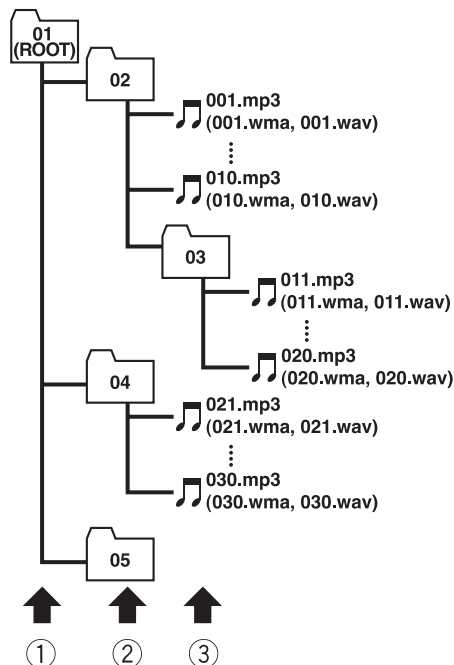 01
(ROOT)
02
001.mp3
(001.wma, 001.wav)
010.mp3
(010.wma, 010.wav)
03
011.mp3
(011.wma, 011.wav)
020.mp3
(020.wma, 020.wav)
04
021.mp3
(021.wma, 021.wav)
030.mp3
(030.wma, 030.wav)
05
① ② ③